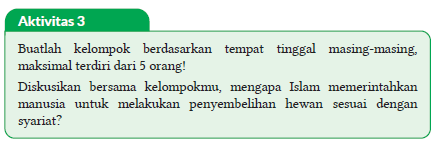 Aktivitas 3
Buatlah kelompok berdasarkan tempat tinggal masing-masing,
maksimal terdiri dari 5 orang!
Diskusikan bersama kelompokmu, mengapa Islam memerintahkan
manusia untuk melakukan penyembelihan hewan sesuai dengan
syariat?